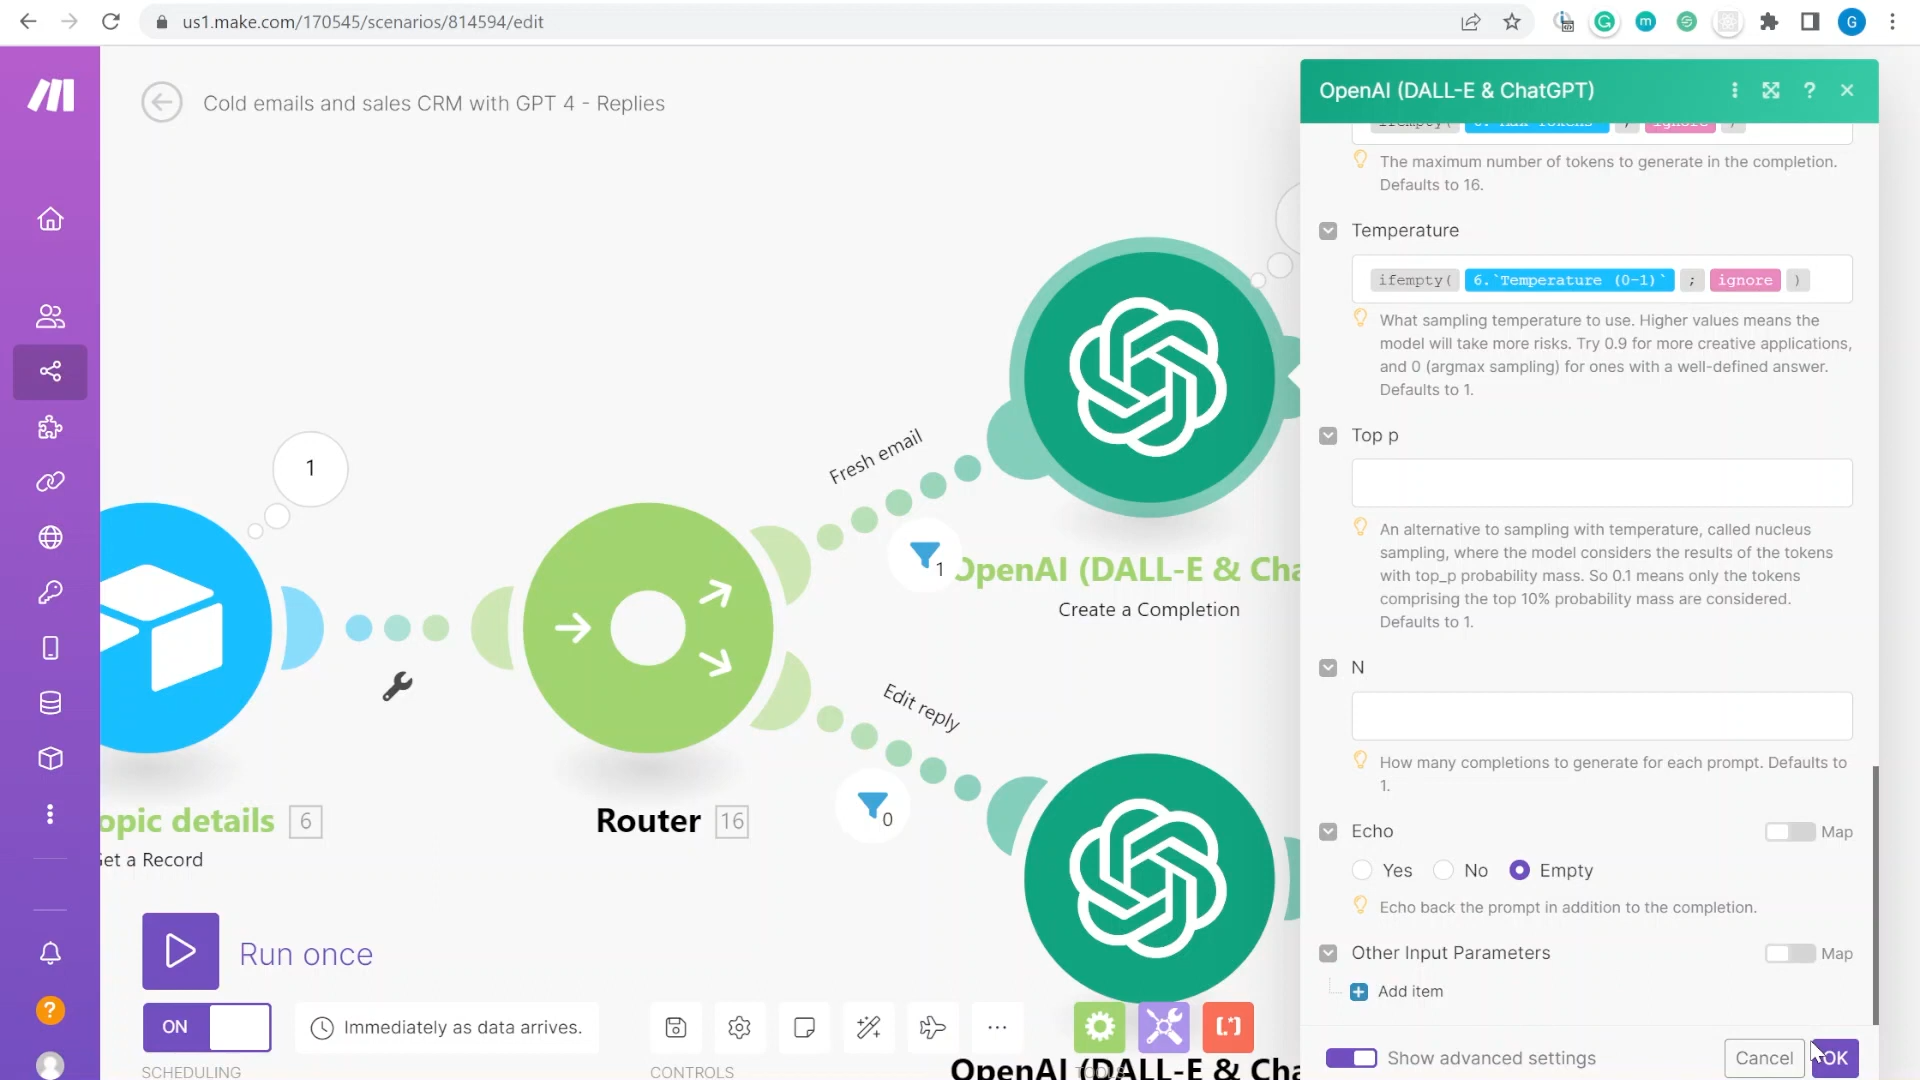 us1.make.com/170545/scenarios/814594/edit
G
Cold emails and sales CRM with GPT 4 - Replies
OpenAI (DALL-E & ChatGPT)
The maximum number of tokens to generate in the completion.
Defaults to 16.
Temperature
ifempty( 6.`Temperature (0-1)` ; ignore )
What sampling temperature to use. Higher values means the
model will take more risks. Try 0.9 for more creative applications,
and 0 (argmax sampling) for ones with a well-defined answer.
Defaults to 1.
Top p
An alternative to sampling with temperature, called nucleus
sampling, where the model considers the results of the tokens
with top_p probability mass. So 0.1 means only the tokens
comprising the top 10% probability mass are considered.
Defaults to 1.
N
How many completions to generate for each prompt. Defaults to
1.
Echo
Map
Yes
No
Empty
Echo back the prompt in addition to the completion.
Other Input Parameters
Map
Add item
Show advanced settings
Cancel
OK
1
Fresh email
1
OpenAI (DALL-E & Cha
Create a Completion
Edit reply
0
opic details 6
Get a Record
Router 16
Run once
ON
Immediately as data arrives.
SCHEDULING
CONTROLS
TOOLS
OpenAI (DALL-E & Cha